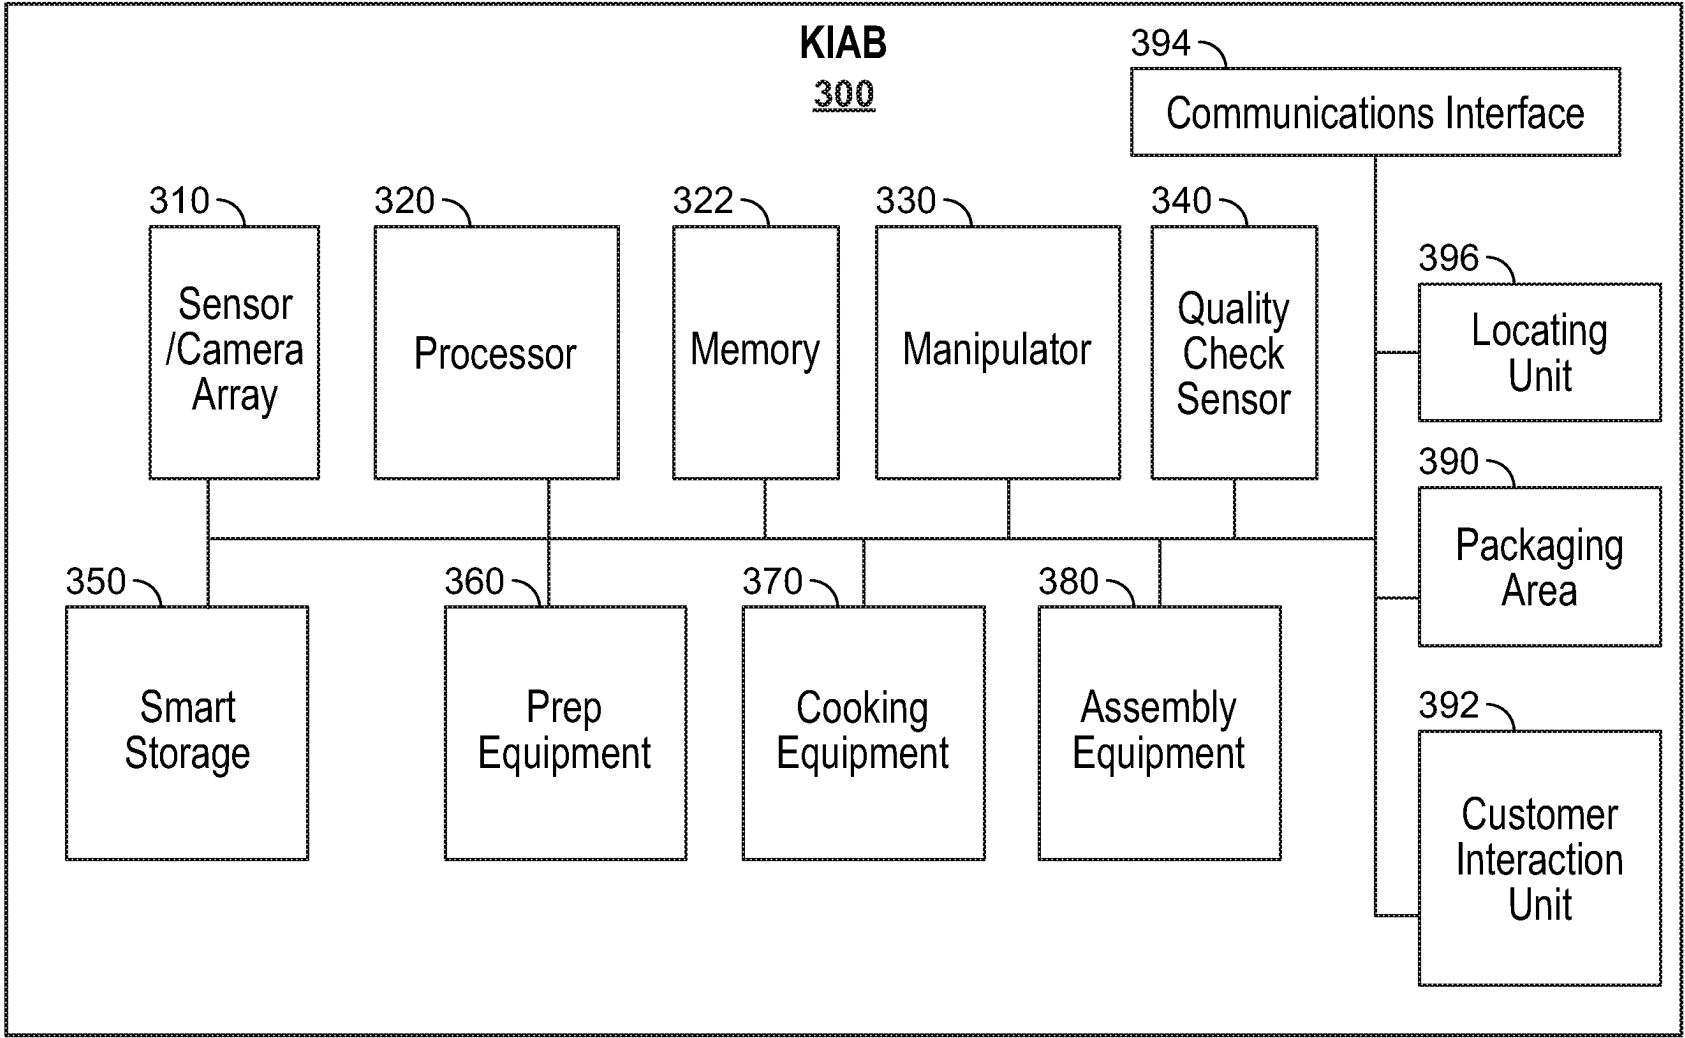 KIAB
300
394
Communications Interface
310
Sensor
/Camera
Array
320
Processor
322
Memory
330
Manipulator
340
Quality
Check
Sensor
396
Locating
Unit
390
Packaging
Area
350
Smart
Storage
360
Prep
Equipment
370
Cooking
Equipment
380
Assembly
Equipment
392
Customer
Interaction
Unit